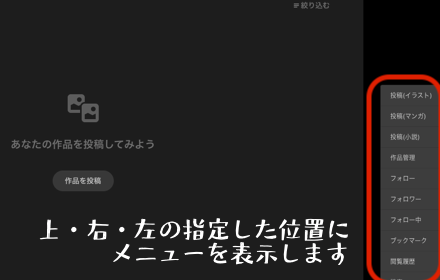 絞り込む
あなたの作品を投稿してみよう
作品を投稿
投稿(イラスト)
投稿(マンガ)
投稿(小説)
作品管理
フォロー
フォロワー
フォロー中
ブックマーク
閲覧履歴
上・右・左の指定した位置に
メニューを表示します